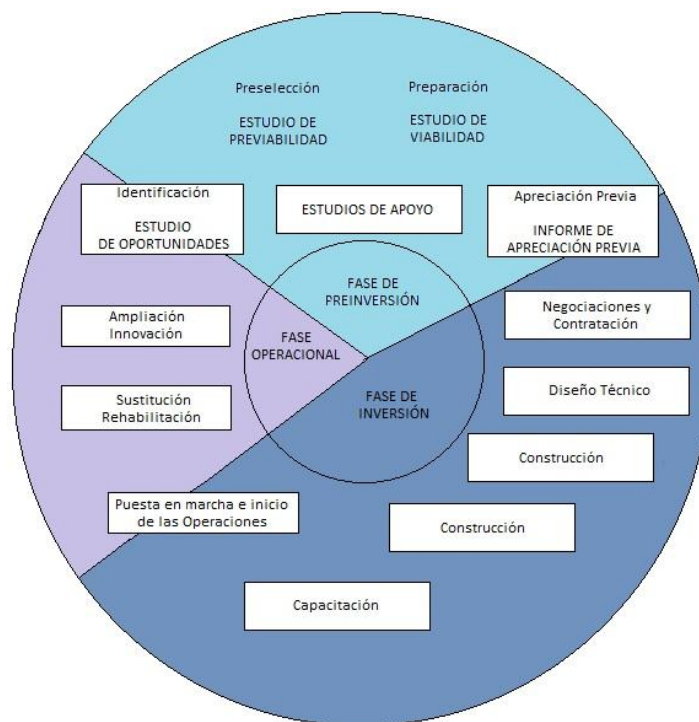 Preselección
ESTUDIO DE
PREVIABILIDAD
Preparación
ESTUDIO DE
VIABILIDAD
Identificación
ESTUDIO
DE OPORTUNIDADES
ESTUDIOS DE APOYO
Apreciación Previa
INFORME DE
APRECIACIÓN PREVIA
FASE DE
PREINVERSIÓN
FASE
OPERACIONAL
FASE DE
INVERSIÓN
Ampliación
Innovación
Sustitución
Rehabilitación
Negociaciones y
Contratación
Diseño Técnico
Construcción
Construcción
Puesta en marcha e inicio
de las Operaciones
Capacitación